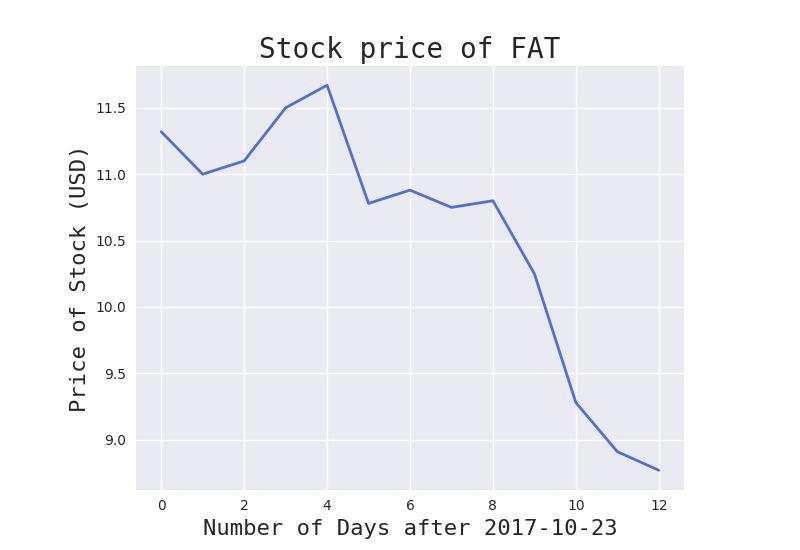 Stock price of FAT
Price of Stock (USD)
11.5
11.0
10.5
10.0
9.5
9.0
0 2 4 6 8 10 12
Number of Days after 2017-10-23